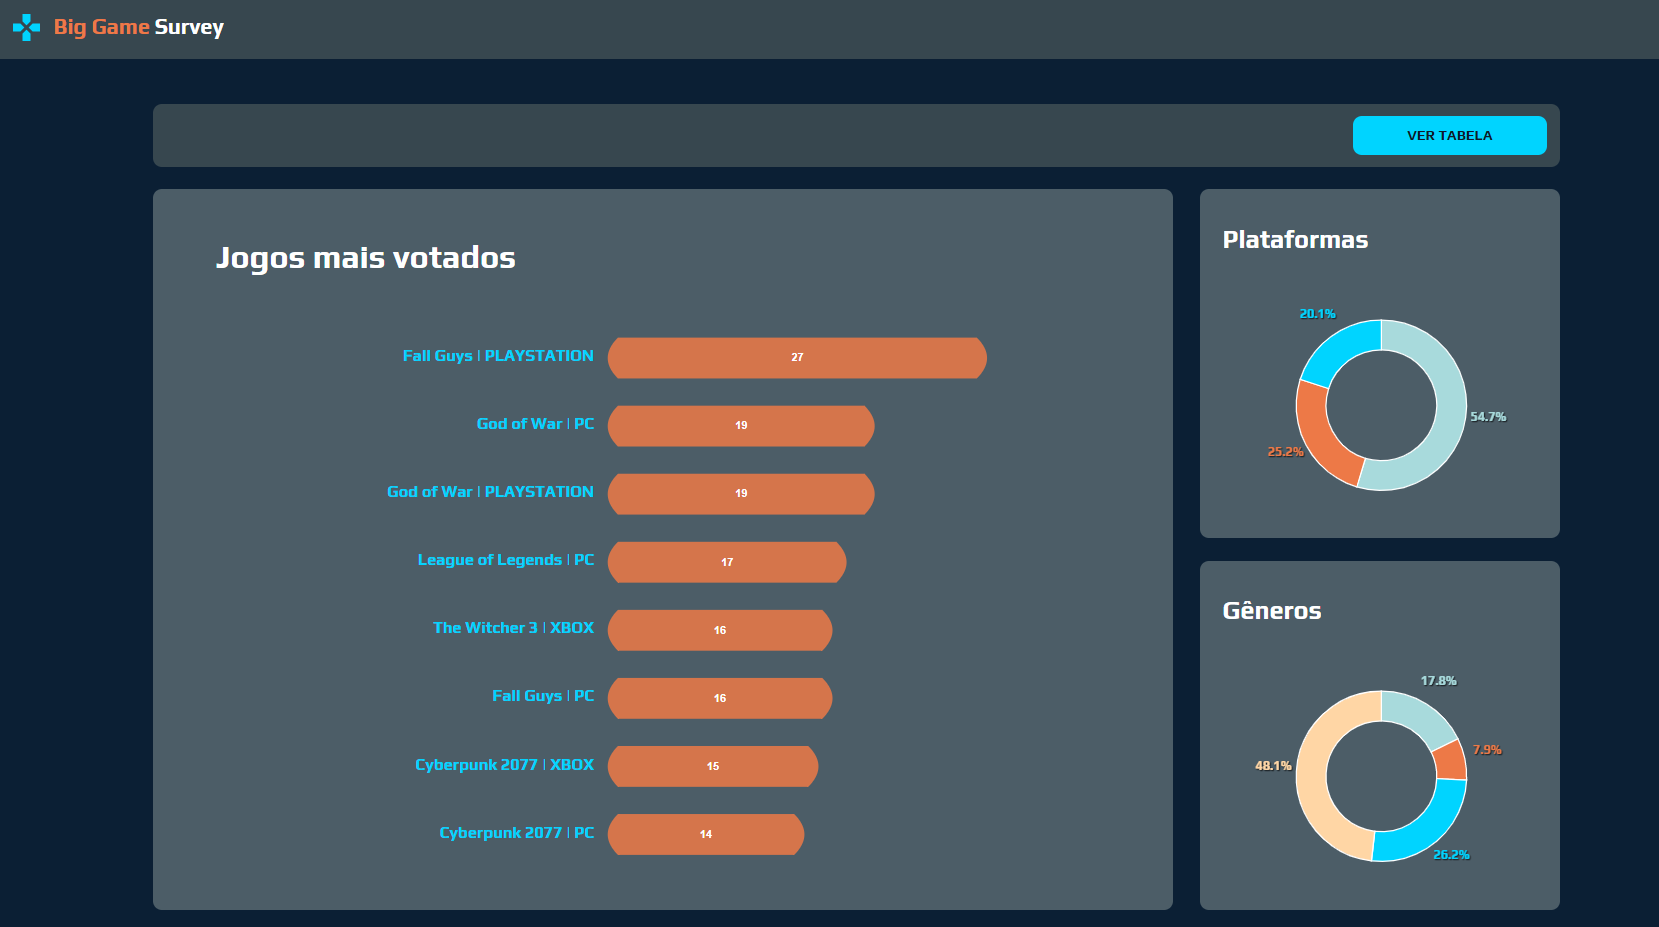 Big Game Survey
VER TABELA
Jogos mais votados
Fall Guys | PLAYSTATION 27
God of War | PC 19
God of War | PLAYSTATION 19
League of Legends | PC 17
The Witcher 3 | XBOX 16
Fall Guys | PC 16
Cyberpunk 2077 | XBOX 15
Cyberpunk 2077 | PC 14
Plataformas
20.1%
54.7%
25.2%
Gêneros
17.8%
7.9%
48.1%
26.2%